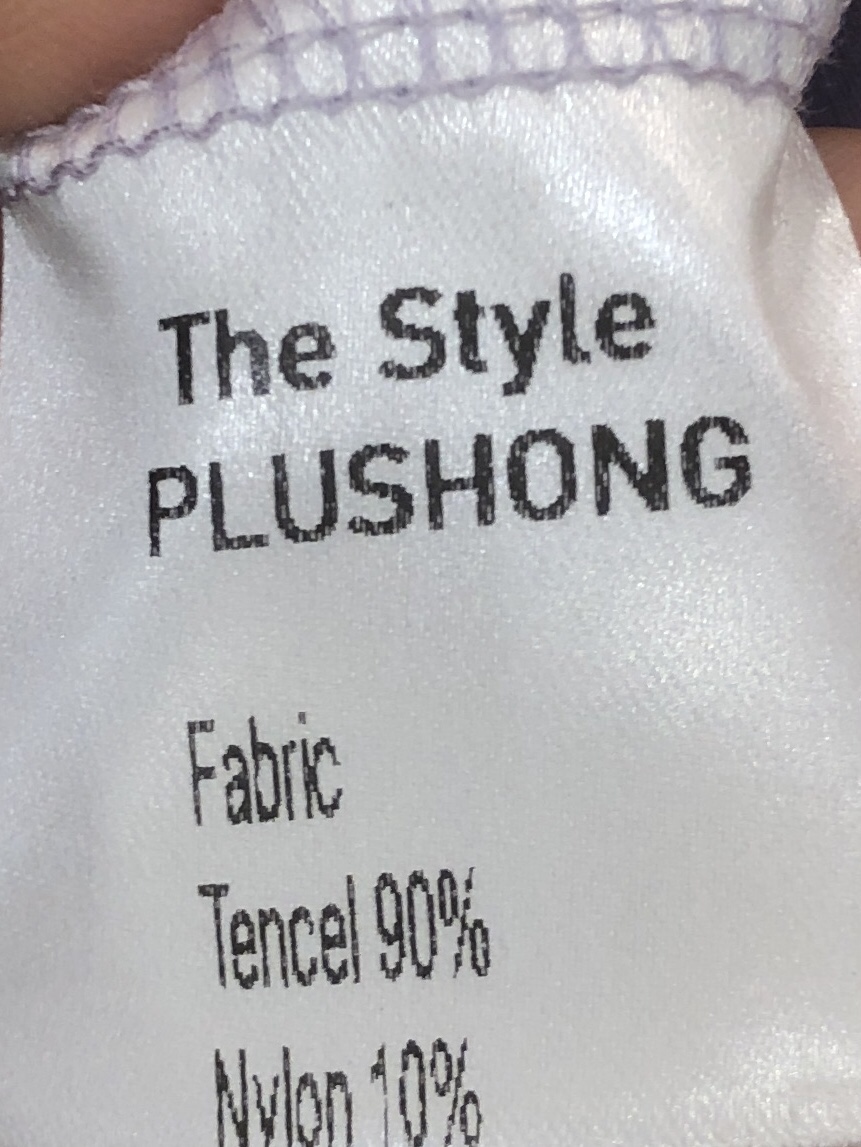 The Style
PLUSHONG
Fabric
Tencel 90%
Nylon 10%